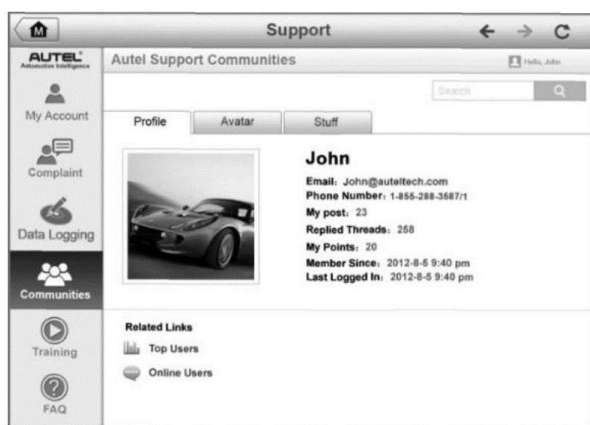 M
Support
AUTEL
Automotive Intelligence
Autel Support Communities
Hello, John
Search
My Account
Complaint
Data Logging
Communities
Training
FAQ
Profile
Avatar
Stuff
John
Email: John@auteltech.com
Phone Number: 1-855-288-3587/1
My post: 23
Replied Threads: 258
My Points: 20
Member Since: 2012-8-5 9:40 pm
Last Logged In: 2012-8-5 9:40 pm
Related Links
Top Users
Online Users